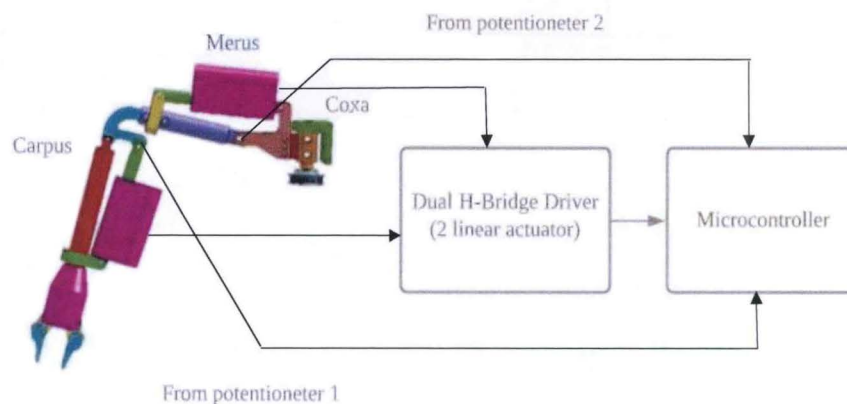 From potentioneter 2
Merus
Coxa
Carpus
Dual H-Bridge Driver
(2 linear actuator)
Microcontroller
From potentioneter 1